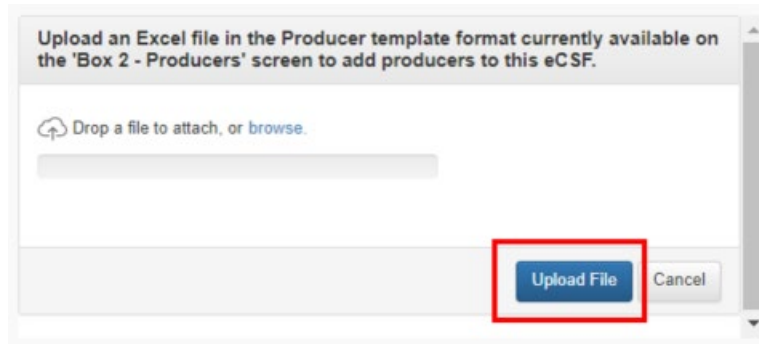 Upload an Excel file in the Producer template format currently available on
the 'Box 2 - Producers' screen to add producers to this eCSF.
Drop a file to attach, or browse.
Upload File Cancel